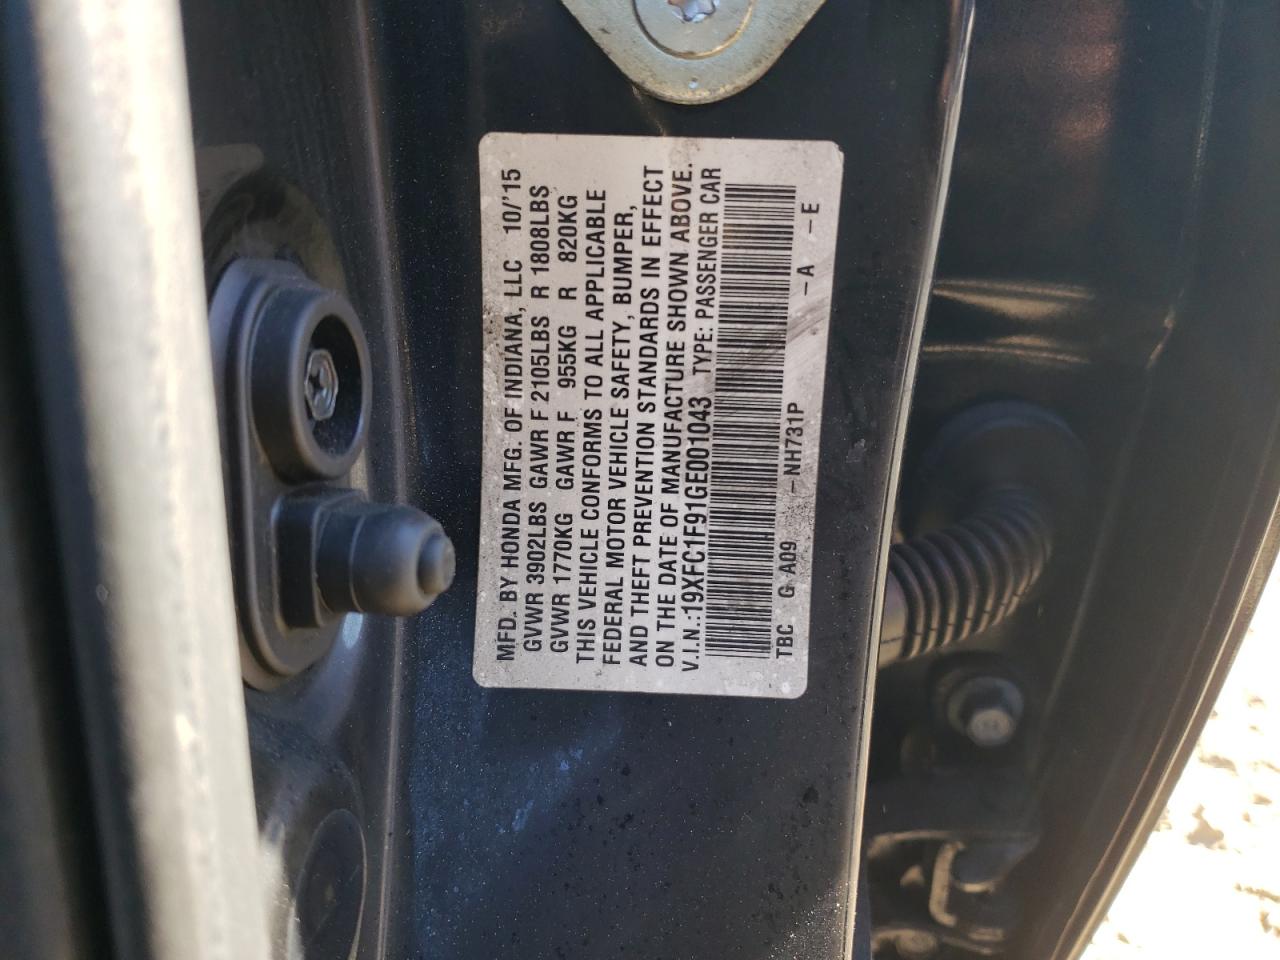 MFD. BY HONDA MFG. OF INDIANA, LLC 10/'15
GVWR 3902LBS GAWR F 2105LBS R 1808LBS
GVWR 1770KG GAWR F 955KG R 820KG
THIS VEHICLE CONFORMS TO ALL APPLICABLE
FEDERAL MOTOR VEHICLE SAFETY, BUMPER,
AND THEFT PREVENTION STANDARDS IN EFFECT
ON THE DATE OF MANUFACTURE SHOWN ABOVE.
V.I.N.:19XFC1F91GE001043 TYPE: PASSENGER CAR
TBC G A09 -NH731P -A -E